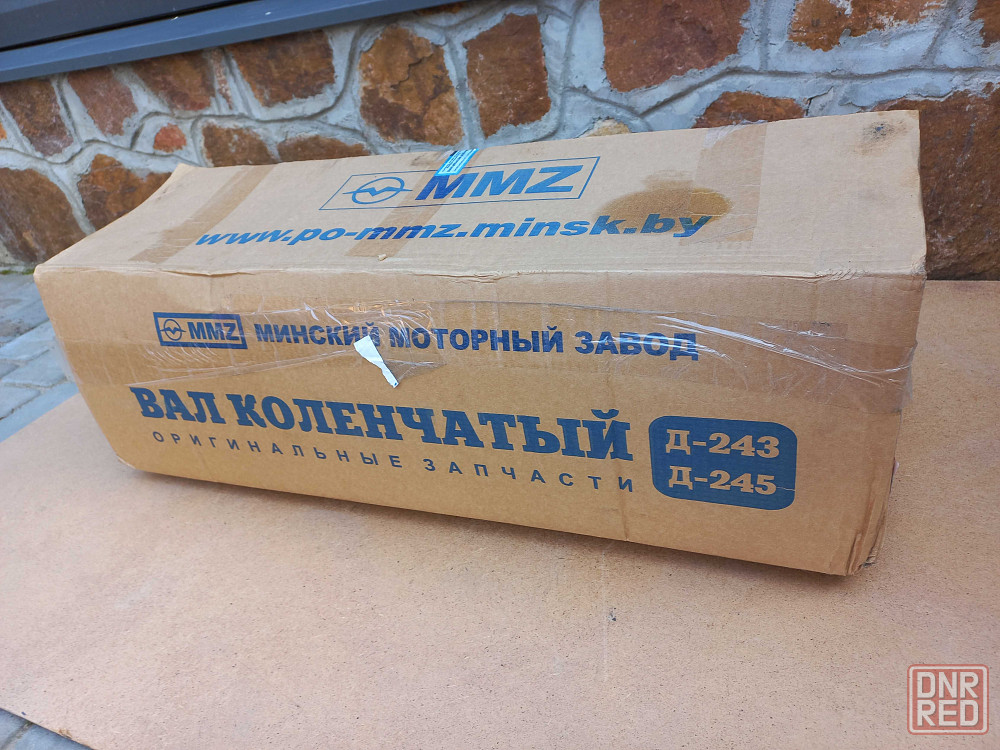 MMZ
www.po-mmz.minsk.by
MMZ МИНСКИЙ МОТОРНЫЙ ЗАВОД
ВАЛ КОЛЕНЧАТЫЙ
ОРИГИНАЛЬНЫЕ ЗАПЧАСТИ
Д-243
Д-245
DNR
RED